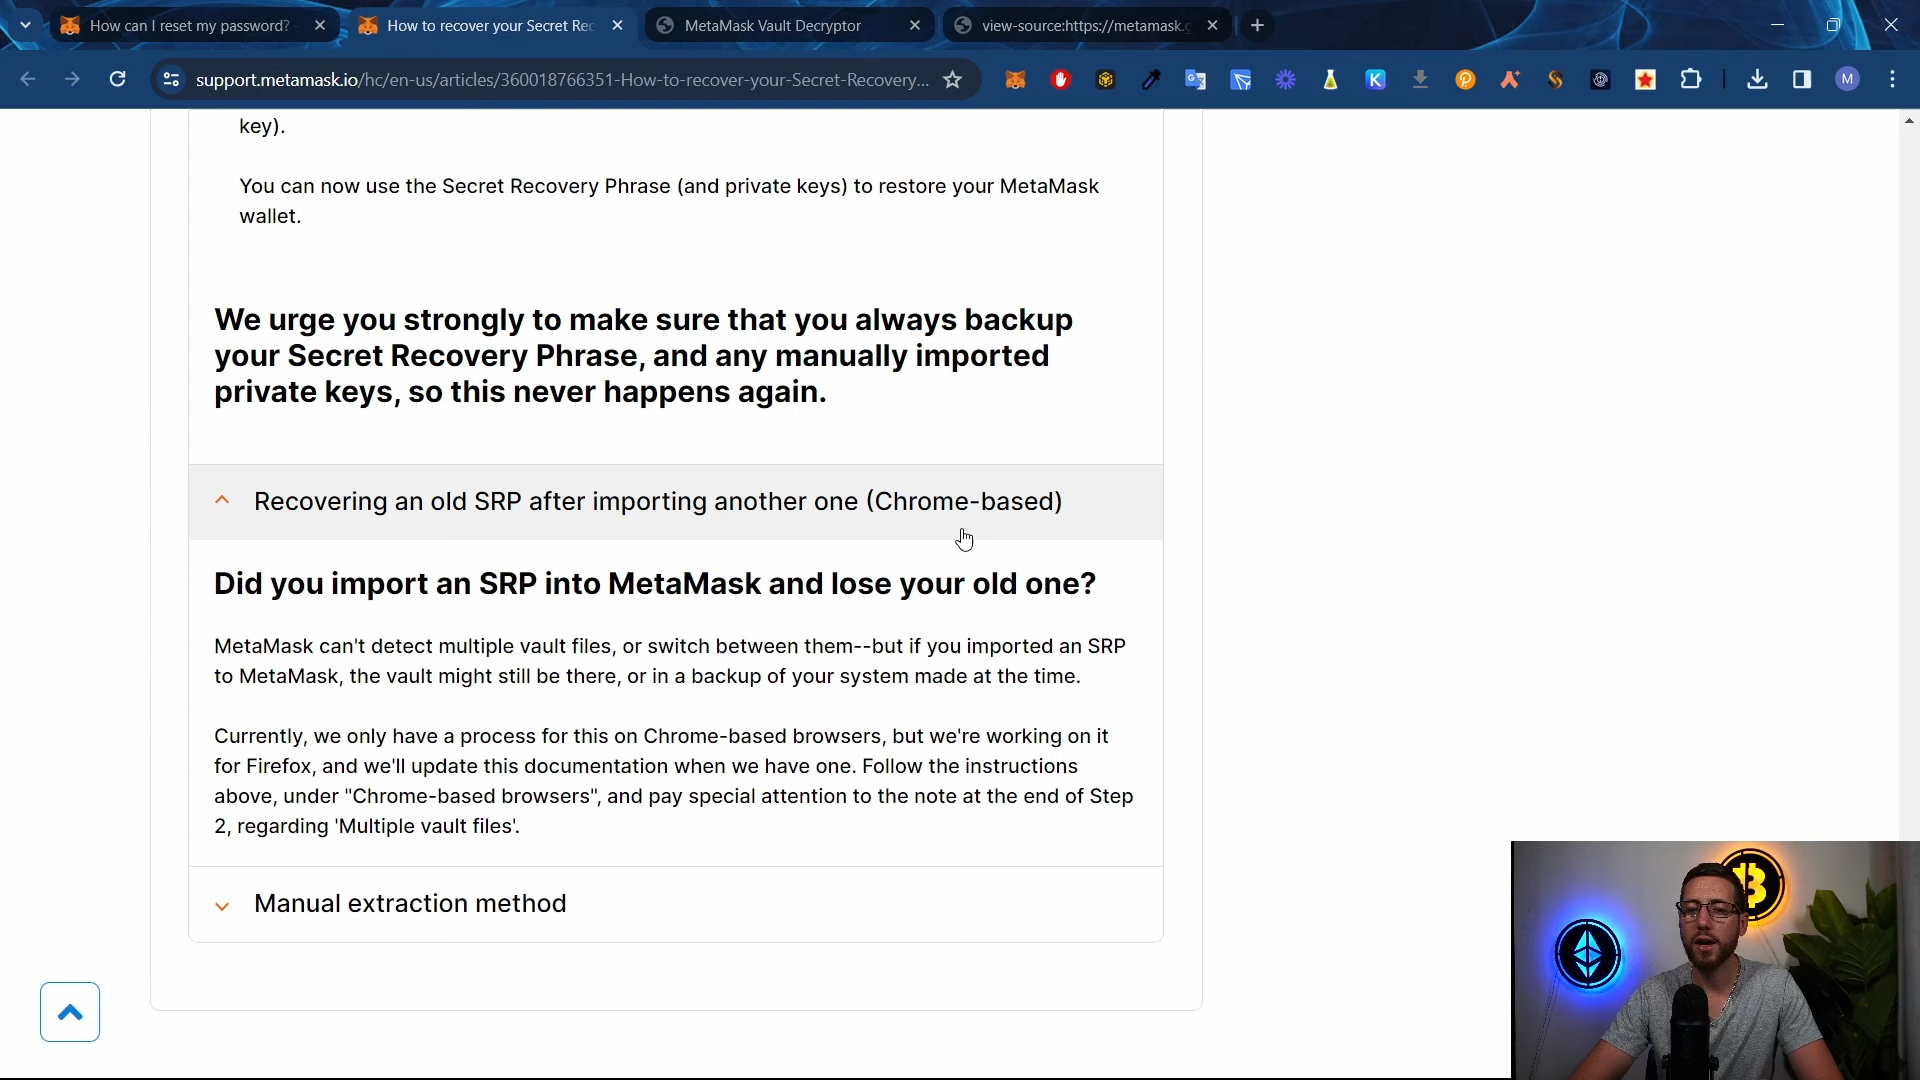 How can I reset my password?
How to recover your Secret Rec
MetaMask Vault Decryptor
view-source:https://metamask.g
support.metamask.io/hc/en-us/articles/360018766351-How-to-recover-your-Secret-Recovery...
M
key).
You can now use the Secret Recovery Phrase (and private keys) to restore your MetaMask
wallet.
We urge you strongly to make sure that you always backup
your Secret Recovery Phrase, and any manually imported
private keys, so this never happens again.
Recovering an old SRP after importing another one (Chrome-based)
Did you import an SRP into MetaMask and lose your old one?
MetaMask can't detect multiple vault files, or switch between them--but if you imported an SRP
to MetaMask, the vault might still be there, or in a backup of your system made at the time.
Currently, we only have a process for this on Chrome-based browsers, but we're working on it
for Firefox, and we'll update this documentation when we have one. Follow the instructions
above, under "Chrome-based browsers", and pay special attention to the note at the end of Step
2, regarding 'Multiple vault files'.
Manual extraction method